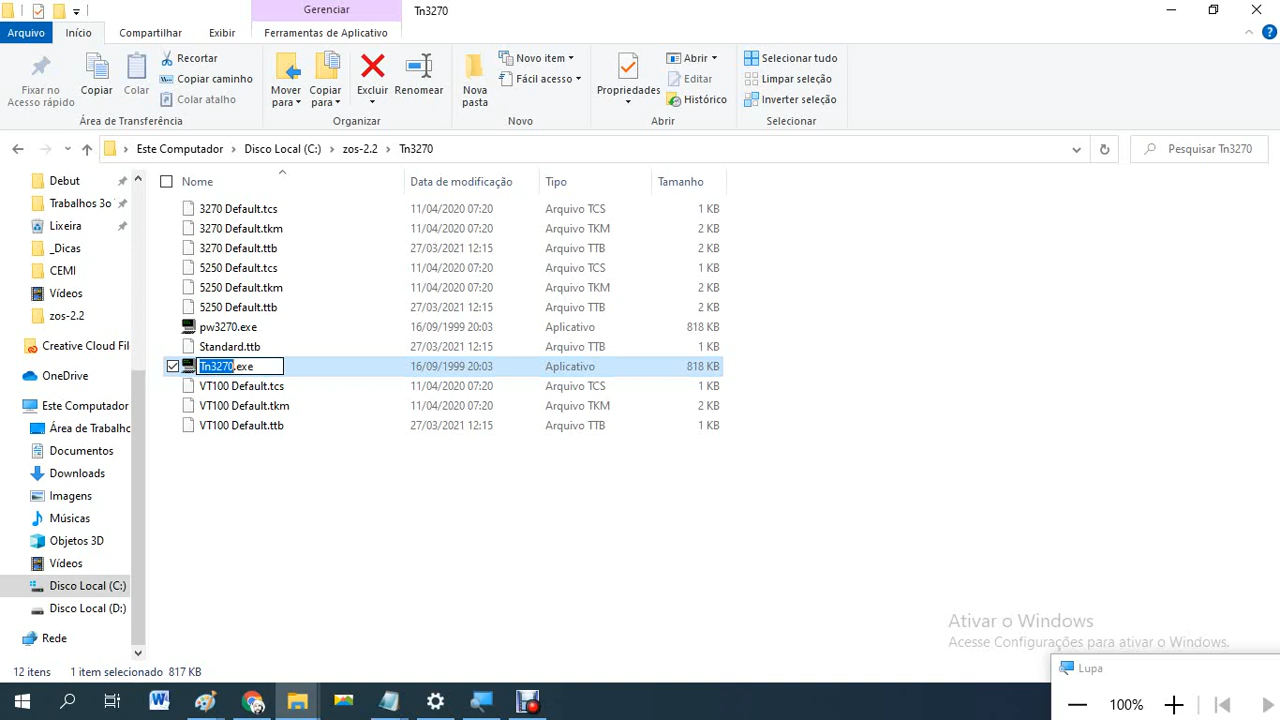 Gerenciar
Tn3270
Arquivo
Início
Compartilhar
Exibir
Ferramentas de Aplicativo
Fixar no
Acesso rápido
Copiar
Colar
Recortar
Copiar caminho
Colar atalho
Área de Transferência
Mover
para
Copiar
para
Excluir
Renomear
Organizar
Nova
pasta
Novo item
Fácil acesso
Novo
Propriedades
Abrir
Editar
Histórico
Abrir
Selecionar tudo
Limpar seleção
Inverter seleção
Selecionar
Este Computador > Disco Local (C:) > zos-2.2 > Tn3270
Pesquisar Tn3270
Debut
Trabalhos 3o
Lixeira
_Dicas
CEMI
Vídeos
zos-2.2
Creative Cloud Fil
OneDrive
Este Computador
Área de Trabalho
Documentos
Downloads
Imagens
Músicas
Objetos 3D
Vídeos
Disco Local (C:)
Disco Local (D:)
Rede
Nome Data de modificação Tipo Tamanho
3270 Default.tcs 11/04/2020 07:20 Arquivo TCS 1 KB
3270 Default.tkm 11/04/2020 07:20 Arquivo TKM 2 KB
3270 Default.ttb 27/03/2021 12:15 Arquivo TTB 2 KB
5250 Default.tcs 11/04/2020 07:20 Arquivo TCS 1 KB
5250 Default.tkm 11/04/2020 07:20 Arquivo TKM 2 KB
5250 Default.ttb 27/03/2021 12:15 Arquivo TTB 2 KB
pw3270.exe 16/09/1999 20:03 Aplicativo 818 KB
Standard.ttb 27/03/2021 12:15 Arquivo TTB 2 KB
Tn3270.exe 16/09/1999 20:03 Aplicativo 818 KB
VT100 Default.tcs 11/04/2020 07:20 Arquivo TCS 1 KB
VT100 Default.tkm 11/04/2020 07:20 Arquivo TKM 2 KB
VT100 Default.ttb 27/03/2021 12:15 Arquivo TTB 2 KB
Ativar o Windows
Acesse Configurações para ativar o Windows.
12 itens 1 item selecionado 817 KB
Lupa
100%